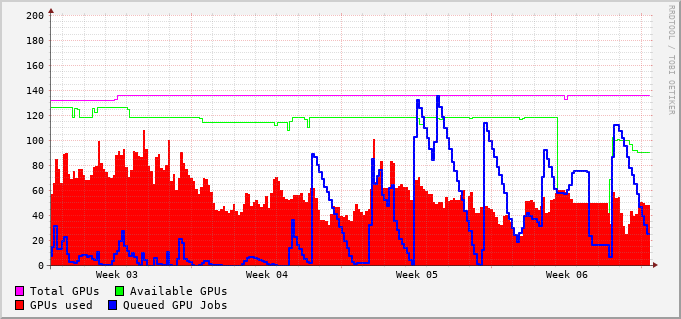 200
180
160
140
120
100
80
60
40
20
0
Week 03 Week 04 Week 05 Week 06
Total GPUs Available GPUs
GPUs used Queued GPU Jobs
RRDTOOL / TOBI OETIKER